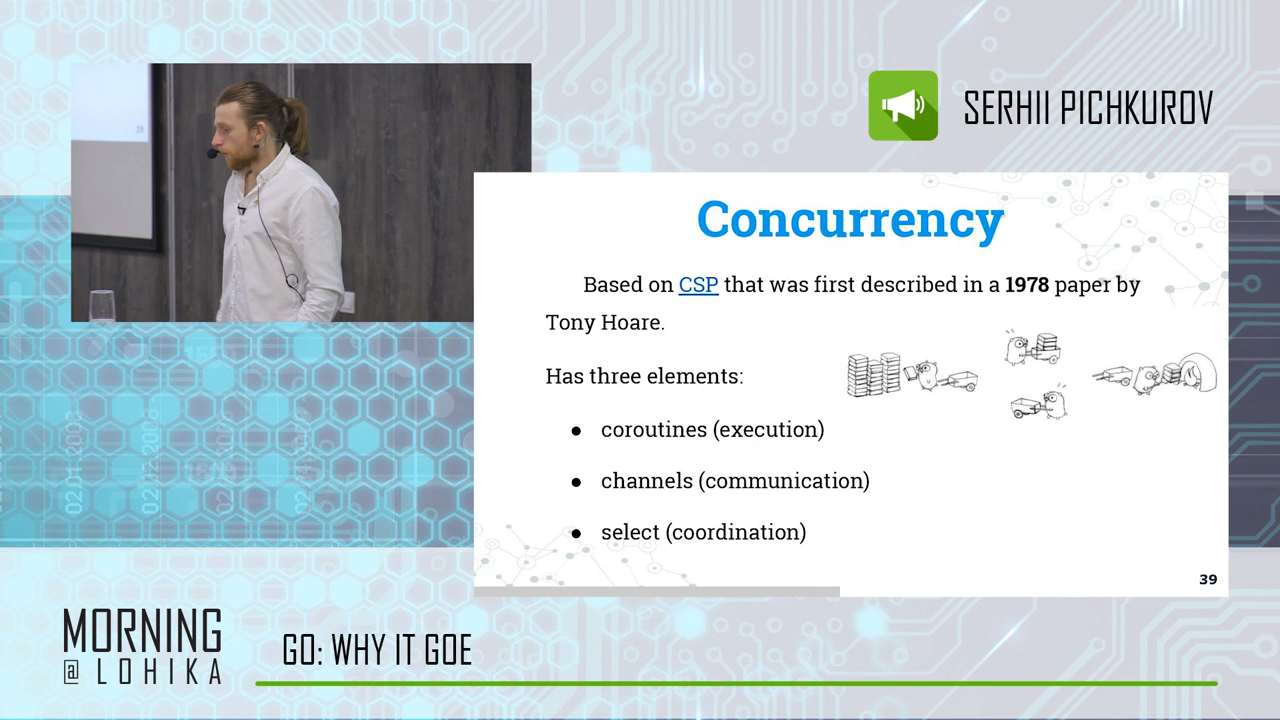 SERHII PICHKUROV
Concurrency
Based on CSP that was first described in a 1978 paper by
Tony Hoare.
Has three elements:
● coroutines (execution)
● channels (communication)
● select (coordination)
39
MORNING
@ LOHIKA
GO: WHY IT GOE